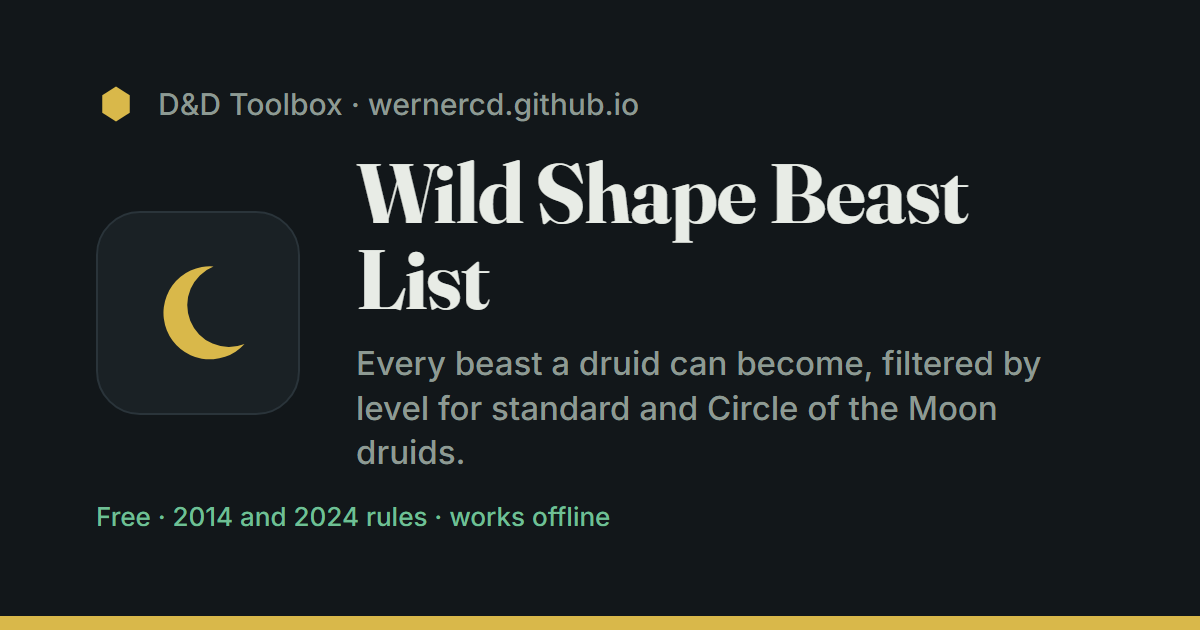 D&D Toolbox · wernercd.github.io
Wild Shape Beast
List
Every beast a druid can become, filtered by
level for standard and Circle of the Moon
druids.
Free · 2014 and 2024 rules · works offline